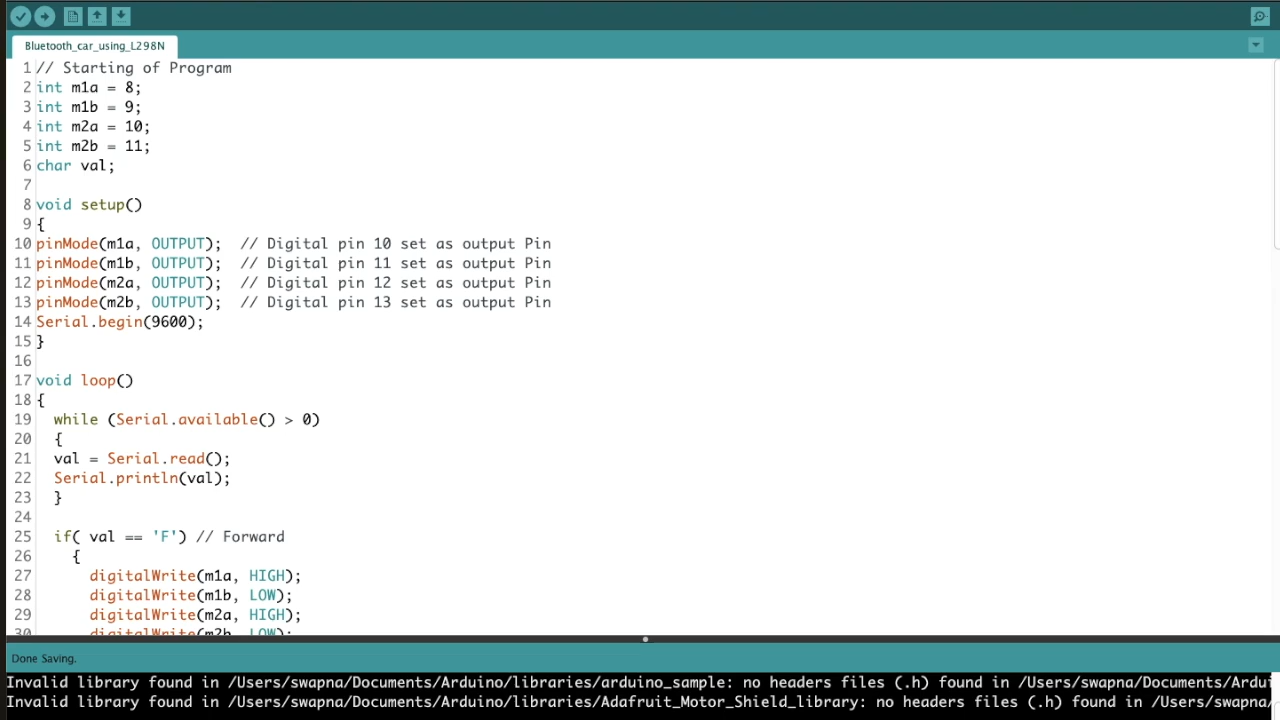 Bluetooth_car_using_L298N
1 // Starting of Program
2 int m1a = 8;
3 int m1b = 9;
4 int m2a = 10;
5 int m2b = 11;
6 char val;
7
8 void setup()
9 {
10 pinMode(m1a, OUTPUT);  // Digital pin 10 set as output Pin
11 pinMode(m1b, OUTPUT);  // Digital pin 11 set as output Pin
12 pinMode(m2a, OUTPUT);  // Digital pin 12 set as output Pin
13 pinMode(m2b, OUTPUT);  // Digital pin 13 set as output Pin
14 Serial.begin(9600);
15 }
16
17 void loop()
18 {
19   while (Serial.available() > 0)
20   {
21   val = Serial.read();
22   Serial.println(val);
23   }
24
25   if( val == 'F') // Forward
26     {
27       digitalWrite(m1a, HIGH);
28       digitalWrite(m1b, LOW);
29       digitalWrite(m2a, HIGH);
30       digitalWrite(m2b, LOW);
Done Saving.
Invalid library found in /Users/swapna/Documents/Arduino/libraries/arduino_sample: no headers files (.h) found in /Users/swapna/Documents/Ardui
Invalid library found in /Users/swapna/Documents/Arduino/libraries/Adafruit_Motor_Shield_library: no headers files (.h) found in /Users/swapna/